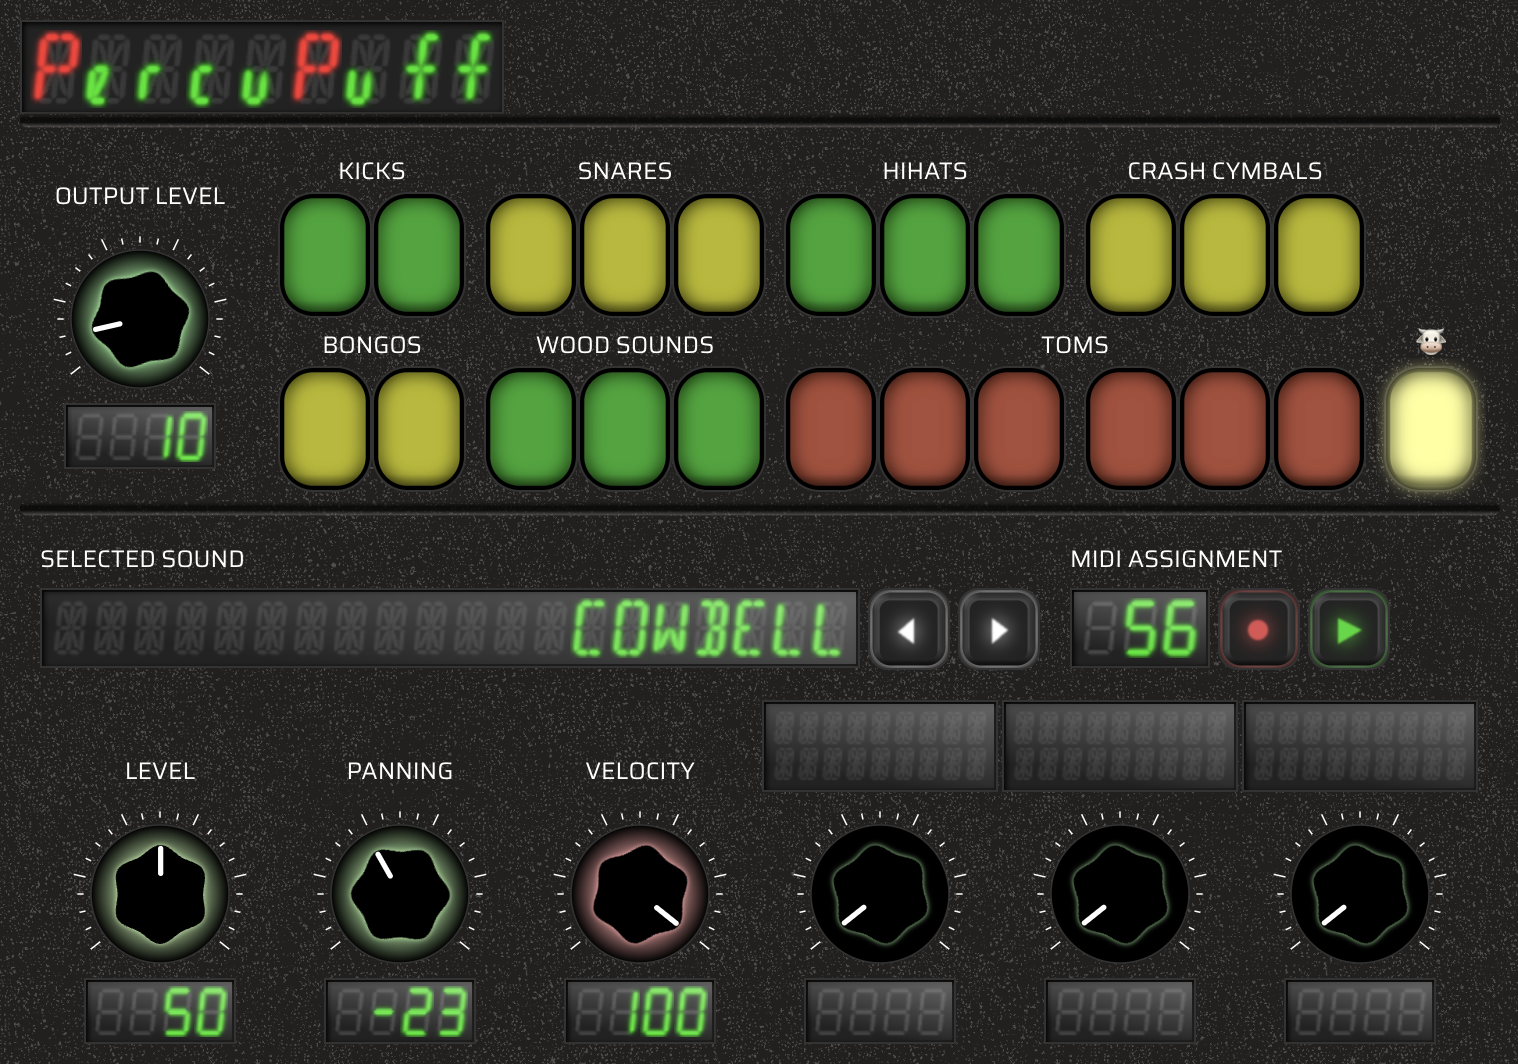 PercuPuff
KICKS SNARES HIHATS CRASH CYMBALS
OUTPUT LEVEL
BONGOS WOOD SOUNDS TOMS
10
SELECTED SOUND MIDI ASSIGNMENT
COWBELL 56
LEVEL PANNING VELOCITY
50 -23 100